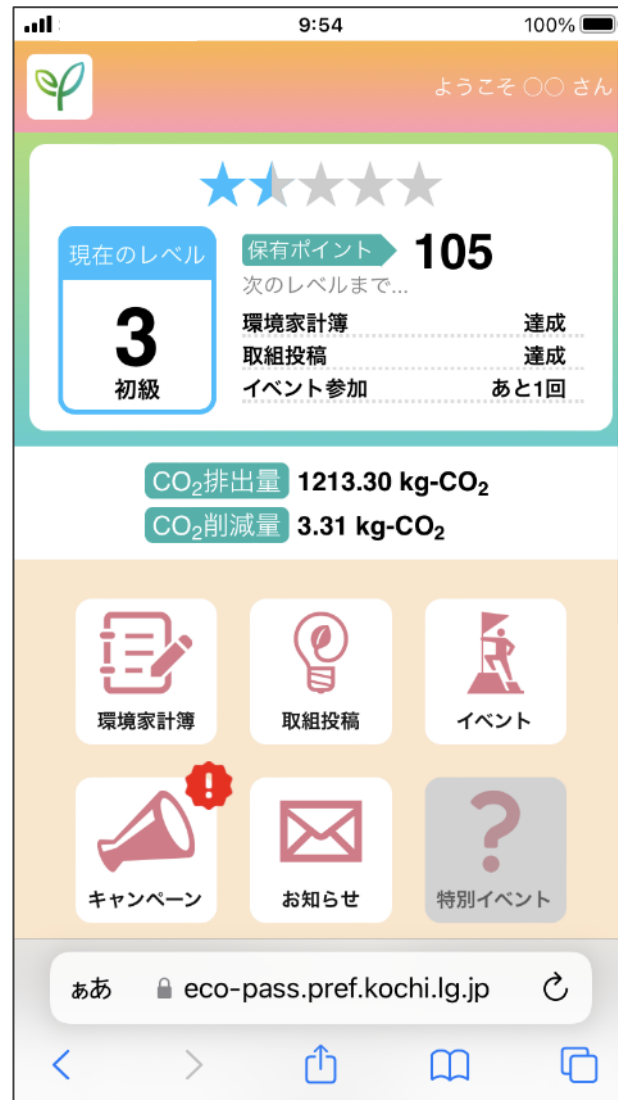 9:54 100%
ようこそ ○○ さん
現在のレベル
3
初級
保有ポイント 105
次のレベルまで...
環境家計簿 達成
取組投稿 達成
イベント参加 あと1回
CO₂排出量 1213.30 kg-CO₂
CO₂削減量 3.31 kg-CO₂
環境家計簿 取組投稿 イベント
!
キャンペーン お知らせ ? 特別イベント
ぁあ eco-pass.pref.kochi.lg.jp